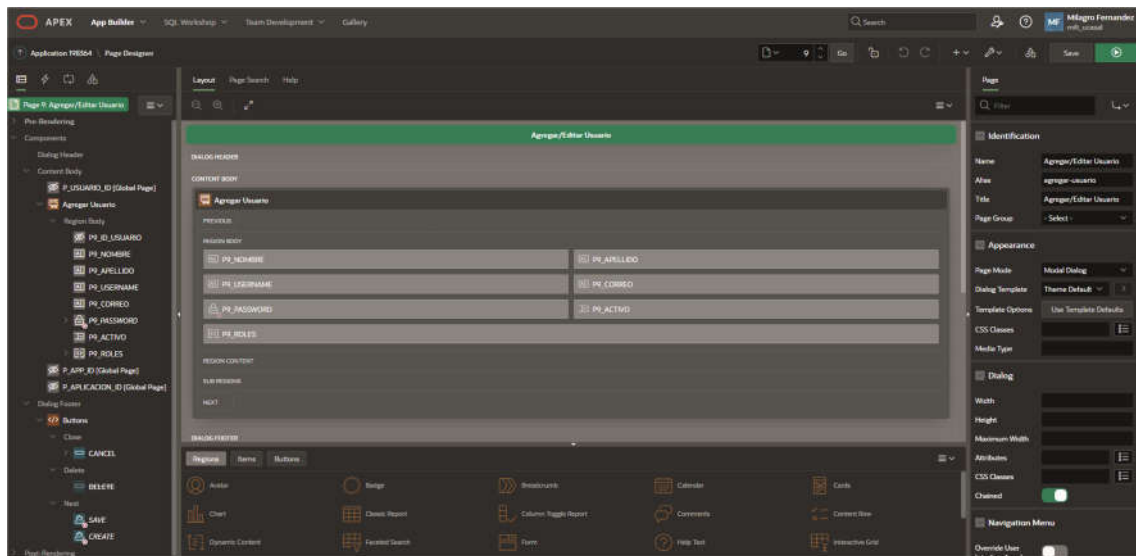 APEX App Builder SQL Workshop Team Development Gallery Search MF Milagro Fernandez
mft_ucasal
Application 198364 \ Page Designer 9 Go Save
Layout Page Search Help
Page
Page 9: Agregar/Editar Usuario
Pre-Rendering
Components
Dialog Header
Content Body
P_USUARIO_ID [Global Page]
Agregar Usuario
Region Body
P9_ID_USUARIO
P9_NOMBRE
P9_APELLIDO
P9_USERNAME
P9_CORREO
P9_PASSWORD
P9_ACTIVO
P9_ROLES
P_APP_ID [Global Page]
P_APLICACION_ID [Global Page]
Dialog Footer
Buttons
Close
CANCEL
Delete
DELETE
Next
SAVE
CREATE
Post-Rendering
Agregar/Editar Usuario
DIALOG HEADER
CONTENT BODY
Agregar Usuario
PREVIOUS
REGION BODY
P9_NOMBRE P9_APELLIDO
P9_USERNAME P9_CORREO
P9_PASSWORD P9_ACTIVO
P9_ROLES
REGION CONTENT
SUB REGIONS
NEXT
DIALOG FOOTER
Regions Items Buttons
Avatar Badge Breadcrumb Calendar Cards
Chart Classic Report Column Toggle Report Comments Content Row
Dynamic Content Faceted Search Form Help Text Interactive Grid
Filter
Identification
Name Agregar/Editar Usuario
Alias agregar-usuario
Title Agregar/Editar Usuario
Page Group - Select -
Appearance
Page Mode Modal Dialog
Dialog Template Theme Default
Template Options Use Template Defaults
CSS Classes
Media Type
Dialog
Width
Height
Maximum Width
Attributes
CSS Classes
Chained
Navigation Menu
Override User